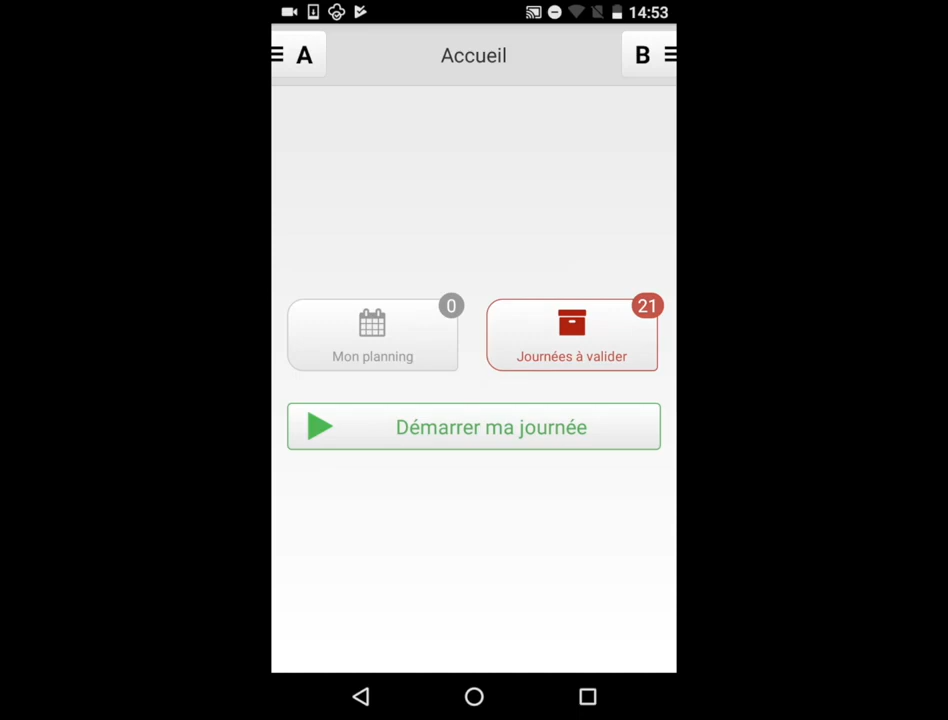 14:53
A
Accueil
B
0
21
Mon planning
Journées à valider
Démarrer ma journée